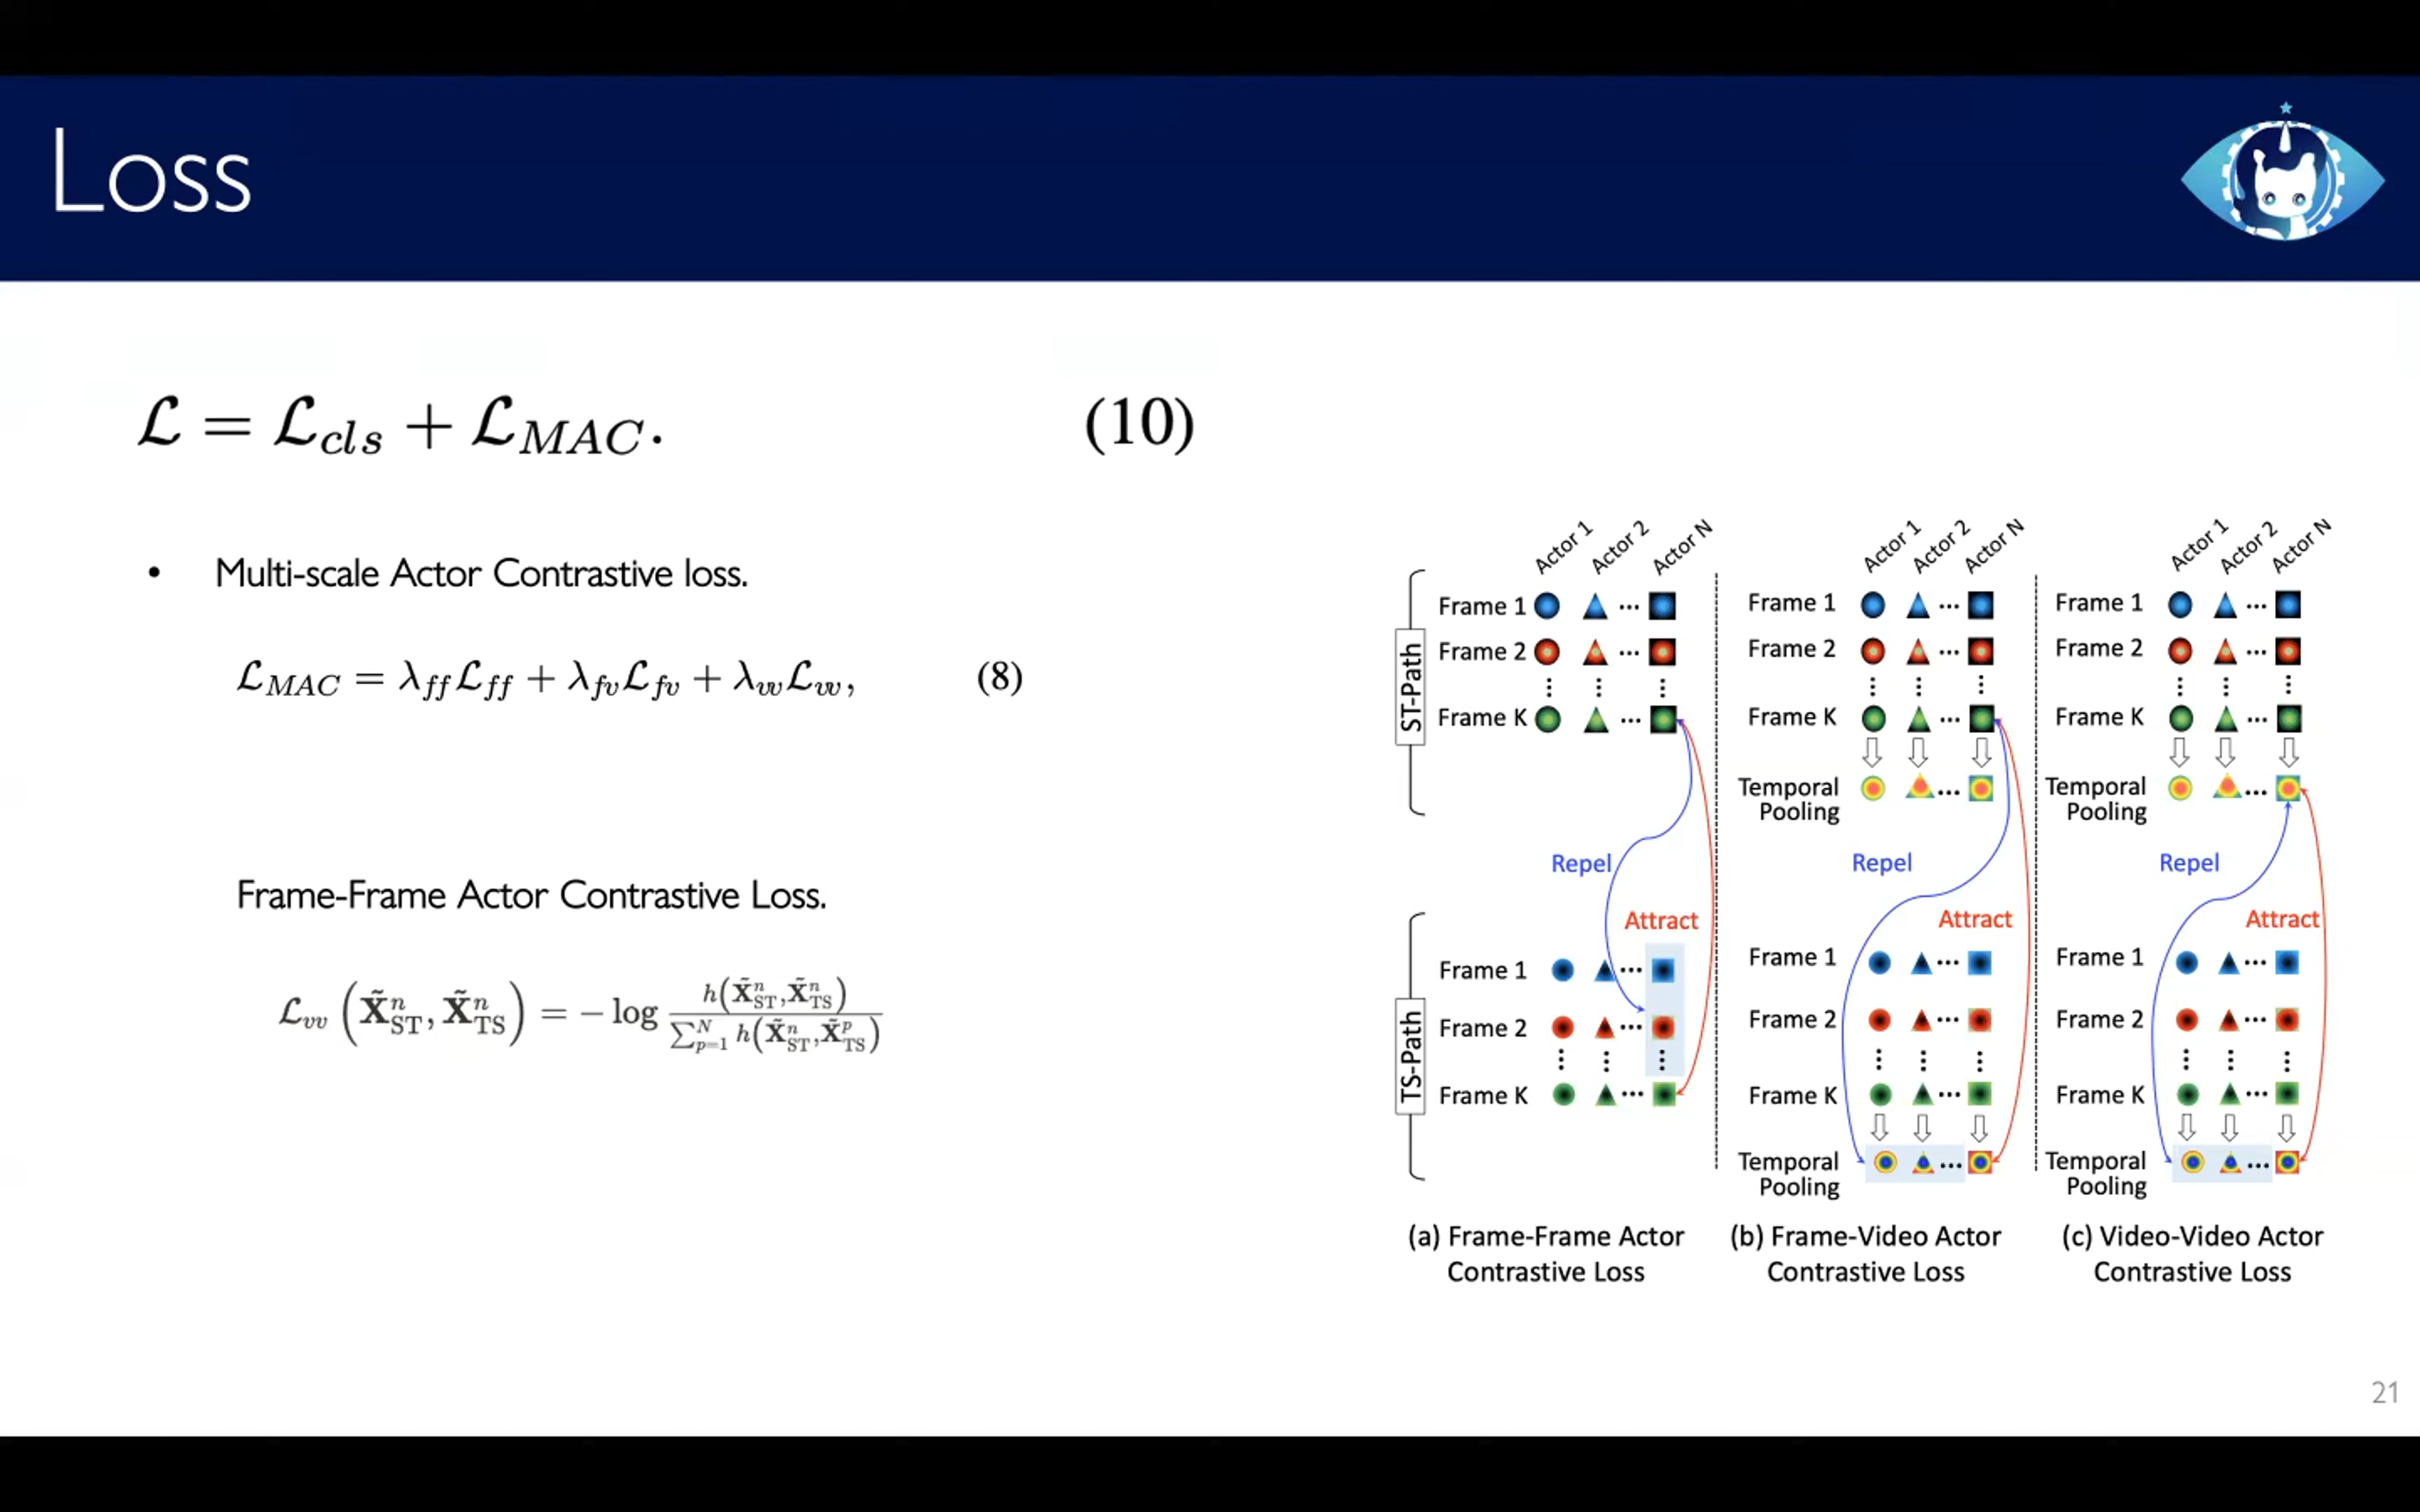 Loss
ℒ = ℒ_cls + ℒ_MAC. (10)
• Multi-scale Actor Contrastive loss.
ℒ_MAC = λ_ff ℒ_ff + λ_fv ℒ_fv + λ_vv ℒ_vv, (8)
Frame-Frame Actor Contrastive Loss.
ℒ_vv (X̃^n_ST, X̃^n_TS) = − log h(X̃^n_ST, X̃^n_TS) / ∑^N_{p=1} h(X̃^n_ST, X̃^p_TS)
Actor 1 Actor 2 Actor N
ST-Path
Frame 1 ...
Frame 2 ...
Frame K ...
Repel
Attract
TS-Path
Frame 1 ...
Frame 2 ...
Frame K ...
(a) Frame-Frame Actor
Contrastive Loss
Actor 1 Actor 2 Actor N
Frame 1 ...
Frame 2 ...
Frame K ...
Temporal ...
Pooling
Repel
Attract
Frame 1 ...
Frame 2 ...
Frame K ...
Temporal ...
Pooling
(b) Frame-Video Actor
Contrastive Loss
Actor 1 Actor 2 Actor N
Frame 1 ...
Frame 2 ...
Frame K ...
Temporal ...
Pooling
Repel
Attract
Frame 1 ...
Frame 2 ...
Frame K ...
Temporal ...
Pooling
(c) Video-Video Actor
Contrastive Loss
21